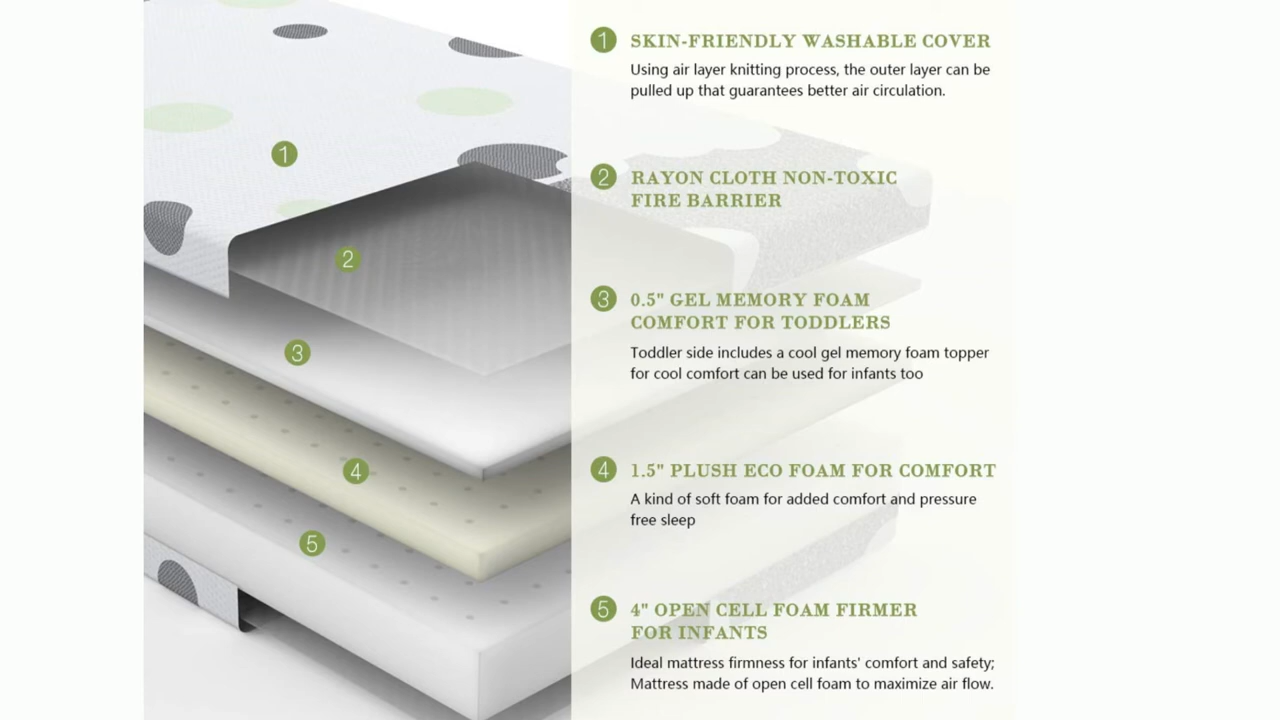 1 SKIN-FRIENDLY WASHABLE COVER
Using air layer knitting process, the outer layer can be
pulled up that guarantees better air circulation.
2 RAYON CLOTH NON-TOXIC
FIRE BARRIER
3 0.5" GEL MEMORY FOAM
COMFORT FOR TODDLERS
Toddler side includes a cool gel memory foam topper
for cool comfort can be used for infants too
4 1.5" PLUSH ECO FOAM FOR COMFORT
A kind of soft foam for added comfort and pressure
free sleep
5 4" OPEN CELL FOAM FIRMER
FOR INFANTS
Ideal mattress firmness for infants' comfort and safety;
Mattress made of open cell foam to maximize air flow.
1
2
3
4
5